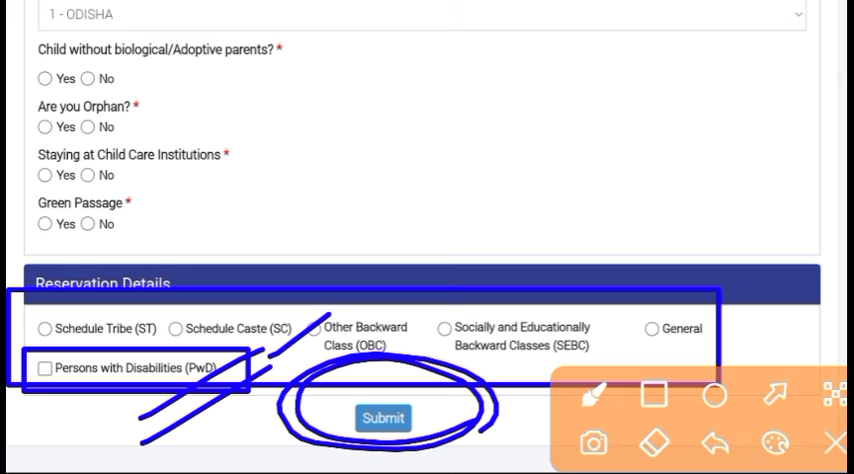 1 - ODISHA
Child without biological/Adoptive parents? *
Yes No
Are you Orphan? *
Yes No
Staying at Child Care Institutions *
Yes No
Green Passage *
Yes No
Reservation Details
Schedule Tribe (ST) Schedule Caste (SC) Other Backward Class (OBC) Socially and Educationally Backward Classes (SEBC) General
Persons with Disabilities (PwD)
Submit